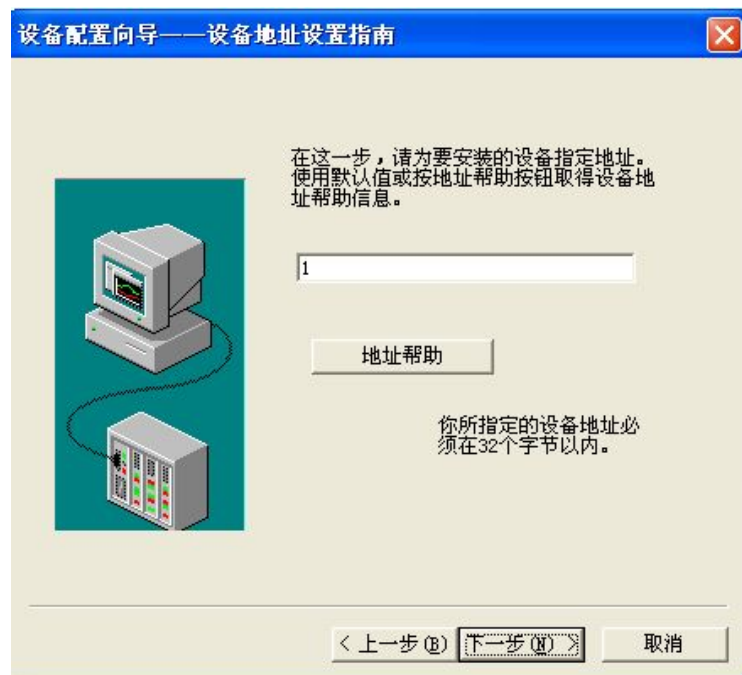 设备配置向导——设备地址设置指南
在这一步，请为要安装的设备指定地址。
使用默认值或按地址帮助按钮取得设备地
址帮助信息。
1
地址帮助
你所指定的设备地址必
须在32个字节以内。
< 上一步(B) 下一步(N) > 取消